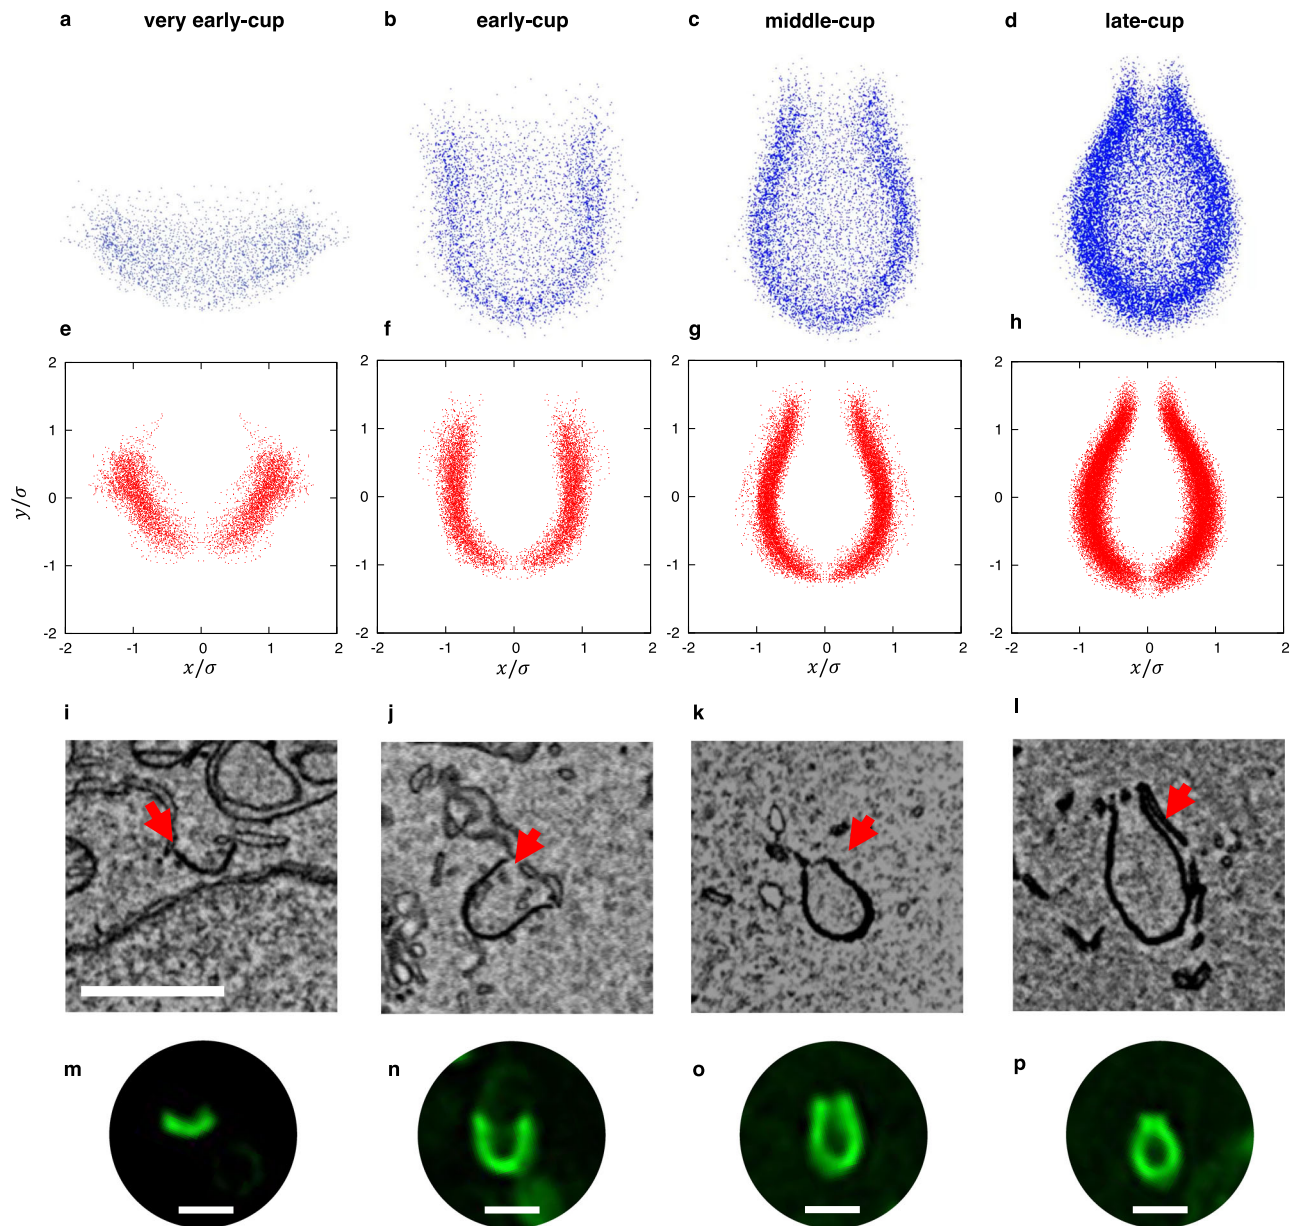 a very early-cup b early-cup c middle-cup d late-cup
e f g h
2 2 2 2
1 1 1 1
y/σ 0 0 0 0
-1 -1 -1 -1
-2 -2 -2 -2
-2 -1 0 1 2 -2 -1 0 1 2 -2 -1 0 1 2 -2 -1 0 1 2
x/σ x/σ x/σ
i j k l
m n o p